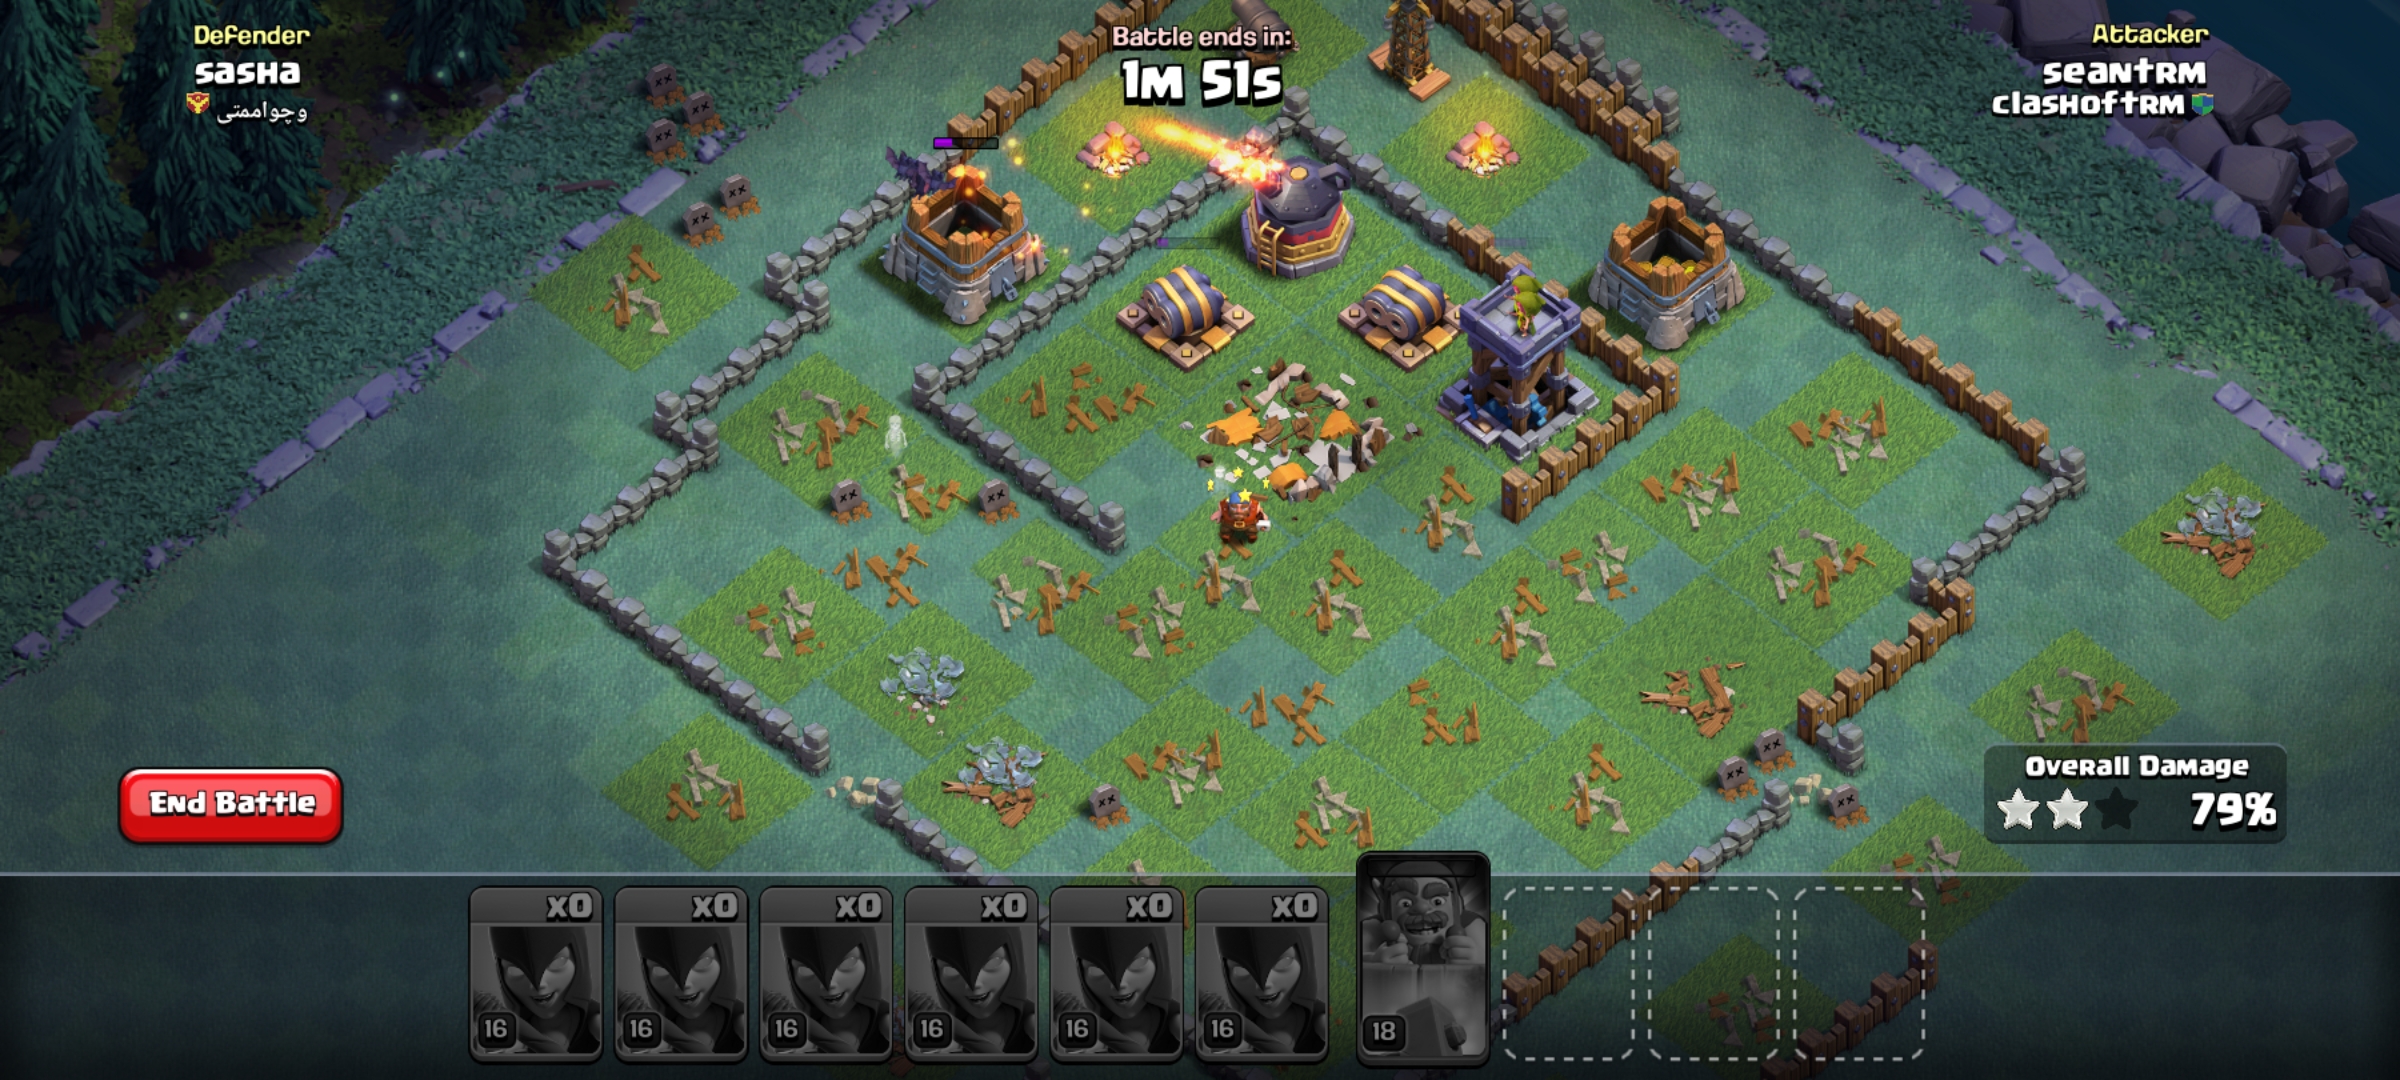 Defender
sasha
وچواممتی
Battle ends in:
1M 51s
Attacker
seantRM
clashoftRM
End Battle
Overall Damage
79%
x0
x0
x0
x0
x0
x0
16
16
16
16
16
16
18